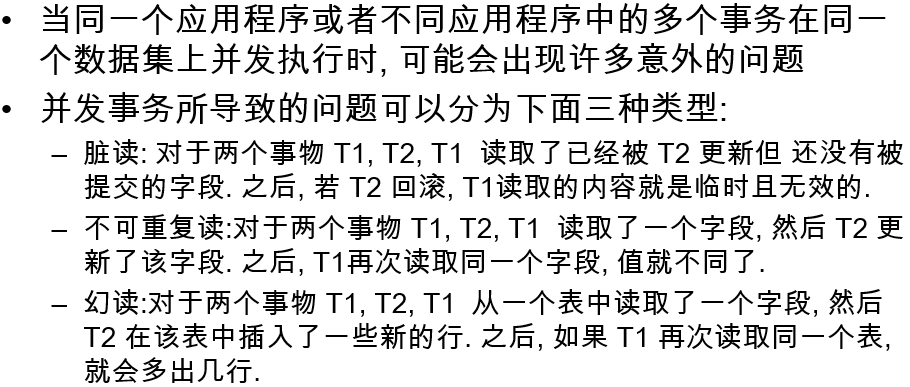 • 当同一个应用程序或者不同应用程序中的多个事务在同一
个数据集上并发执行时, 可能会出现许多意外的问题
• 并发事务所导致的问题可以分为下面三种类型:
– 脏读: 对于两个事物 T1, T2, T1 读取了已经被 T2 更新但 还没有被
提交的字段. 之后, 若 T2 回滚, T1读取的内容就是临时且无效的.
– 不可重复读:对于两个事物 T1, T2, T1 读取了一个字段, 然后 T2 更
新了该字段. 之后, T1再次读取同一个字段, 值就不同了.
– 幻读:对于两个事物 T1, T2, T1 从一个表中读取了一个字段, 然后
T2 在该表中插入了一些新的行. 之后, 如果 T1 再次读取同一个表,
就会多出几行.